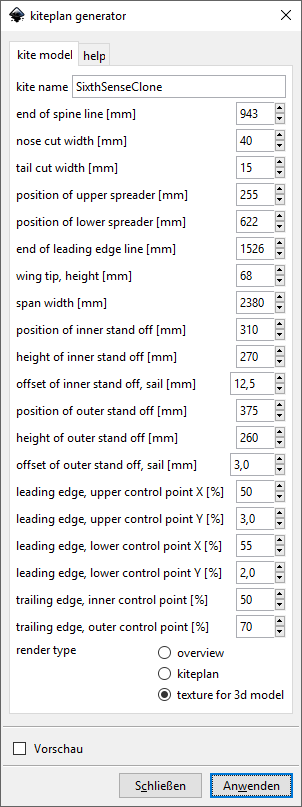 kiteplan generator
kite model help
kite name SixthSenseClone
end of spine line [mm] 943
nose cut width [mm] 40
tail cut width [mm] 15
position of upper spreader [mm] 255
position of lower spreader [mm] 622
end of leading edge line [mm] 1526
wing tip, height [mm] 68
span width [mm] 2380
position of inner stand off [mm] 310
height of inner stand off [mm] 270
offset of inner stand off, sail [mm] 12,5
position of outer stand off [mm] 375
height of outer stand off [mm] 260
offset of outer stand off, sail [mm] 3,0
leading edge, upper control point X [%] 50
leading edge, upper control point Y [%] 3,0
leading edge, lower control point X [%] 55
leading edge, lower control point Y [%] 2,0
trailing edge, inner control point [%] 50
trailing edge, outer control point [%] 70
render type
overview
kiteplan
texture for 3d model
Vorschau
Schließen Anwenden